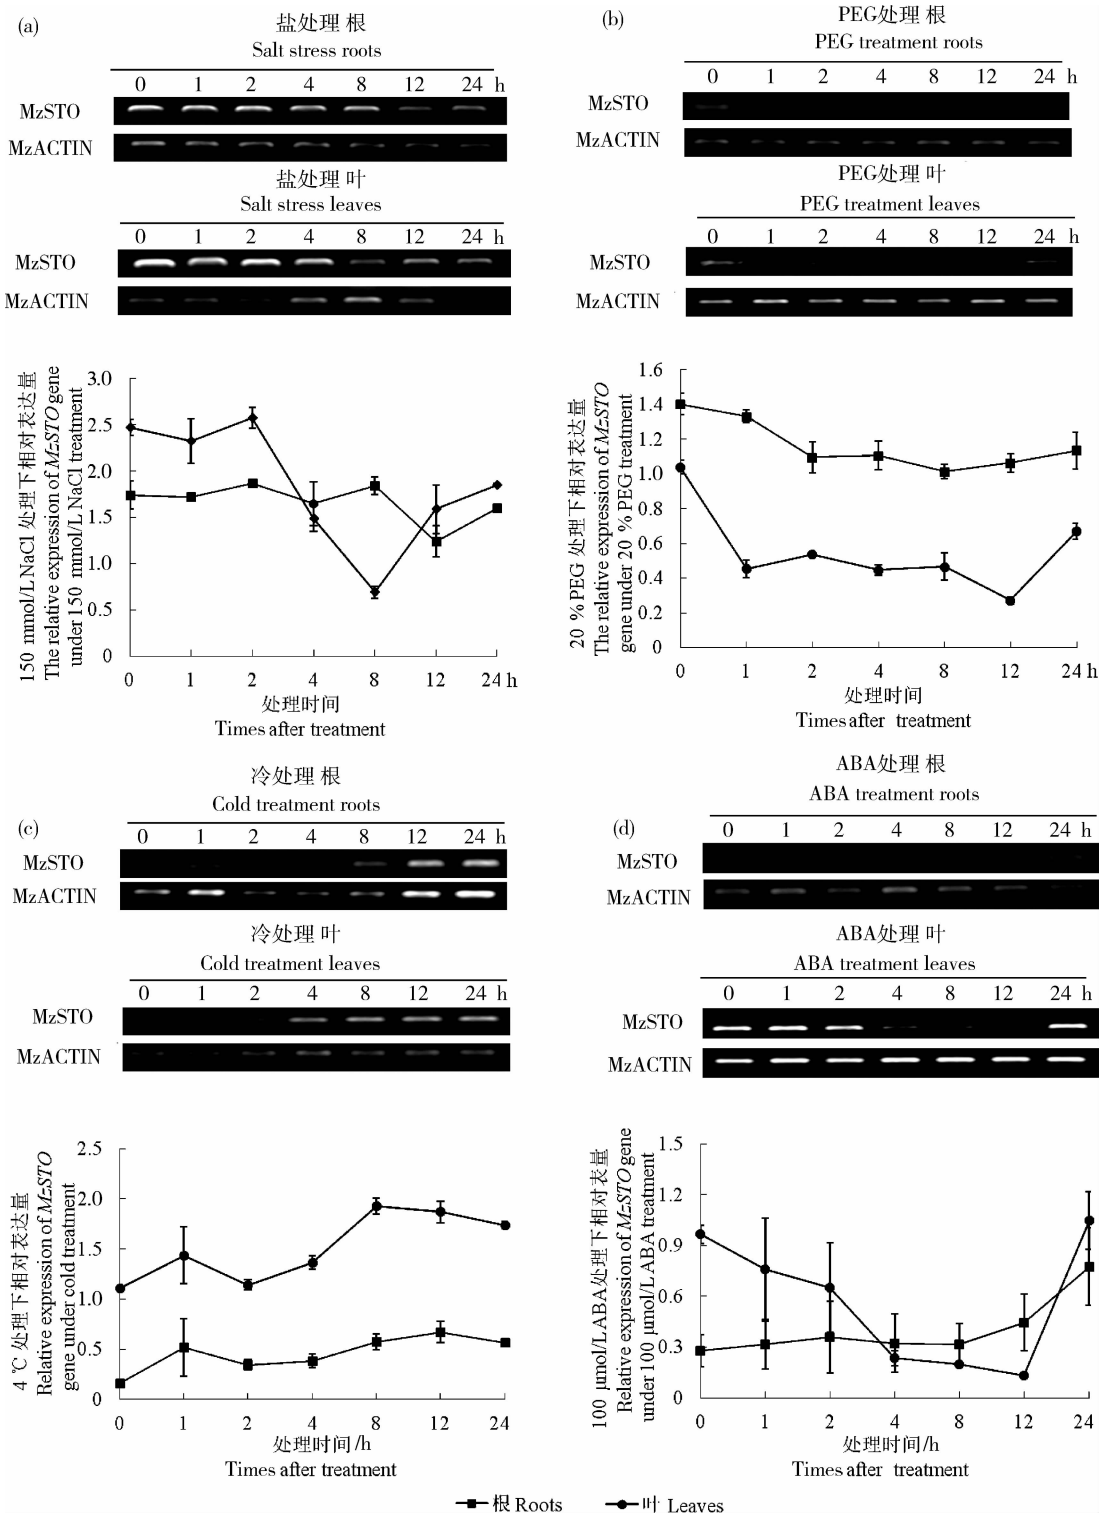 (a)
盐处理 根
Salt stress roots
0 1 2 4 8 12 24 h
MzSTO
MzACTIN
盐处理 叶
Salt stress leaves
0 1 2 4 8 12 24 h
MzSTO
MzACTIN
150 mmol/L NaCl 处理下相对表达量
The relative expression of MzSTO gene
under 150 mmol/L NaCl treatment
3.0
2.5
2.0
1.5
1.0
0.5
0
0 1 2 4 8 12 24 h
处理时间
Times after treatment
(b)
PEG处理 根
PEG treatment roots
0 1 2 4 8 12 24 h
MzSTO
MzACTIN
PEG处理 叶
PEG treatment leaves
0 1 2 4 8 12 24 h
MzSTO
MzACTIN
20 % PEG 处理下相对表达量
The relative expression of MzSTO
gene under 20 % PEG treatment
1.6
1.4
1.2
1.0
0.8
0.6
0.4
0.2
0
0 1 2 4 8 12 24 h
处理时间
Times after treatment
(c)
冷处理 根
Cold treatment roots
0 1 2 4 8 12 24 h
MzSTO
MzACTIN
冷处理 叶
Cold treatment leaves
0 1 2 4 8 12 24 h
MzSTO
MzACTIN
4 ℃ 处理下相对表达量
Relative expression of MzSTO
gene under cold treatment
2.5
2.0
1.5
1.0
0.5
0
0 1 2 4 8 12 24
处理时间/h
Times after treatment
(d)
ABA处理 根
ABA treatment roots
0 1 2 4 8 12 24 h
MzSTO
MzACTIN
ABA处理 叶
ABA treatment leaves
0 1 2 4 8 12 24 h
MzSTO
MzACTIN
100 μmol/LABA处理下相对表量
Relative expression of MzSTO gene
under 100 μmol/L ABA treatment
1.5
1.2
0.9
0.6
0.3
0
0 1 2 4 8 12 24
处理时间/h
Times after treatment
根 Roots 叶 Leaves